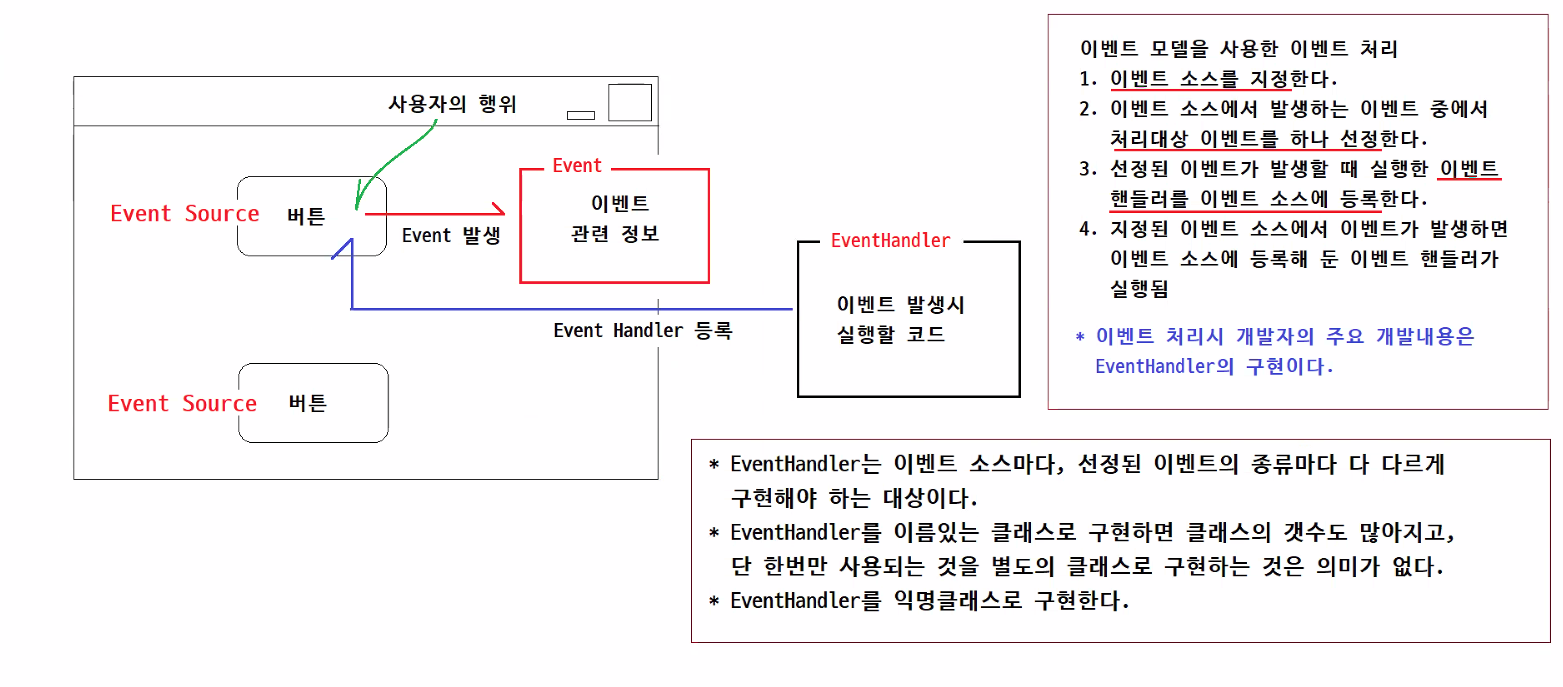 사용자의 행위
Event Source
버튼
Event 발생
Event
이벤트
관련 정보
EventHandler
이벤트 발생시
실행할 코드
Event Handler 등록
Event Source
버튼
이벤트 모델을 사용한 이벤트 처리
1. 이벤트 소스를 지정한다.
2. 이벤트 소스에서 발생하는 이벤트 중에서
처리대상 이벤트를 하나 선정한다.
3. 선정된 이벤트가 발생할 때 실행한 이벤트
핸들러를 이벤트 소스에 등록한다.
4. 지정된 이벤트 소스에서 이벤트가 발생하면
이벤트 소스에 등록해 둔 이벤트 핸들러가
실행됨
* 이벤트 처리시 개발자의 주요 개발내용은
EventHandler의 구현이다.
* EventHandler는 이벤트 소스마다, 선정된 이벤트의 종류마다 다 다르게
구현해야 하는 대상이다.
* EventHandler를 이름있는 클래스로 구현하면 클래스의 갯수도 많아지고,
단 한번만 사용되는 것을 별도의 클래스로 구현하는 것은 의미가 없다.
* EventHandler를 익명클래스로 구현한다.